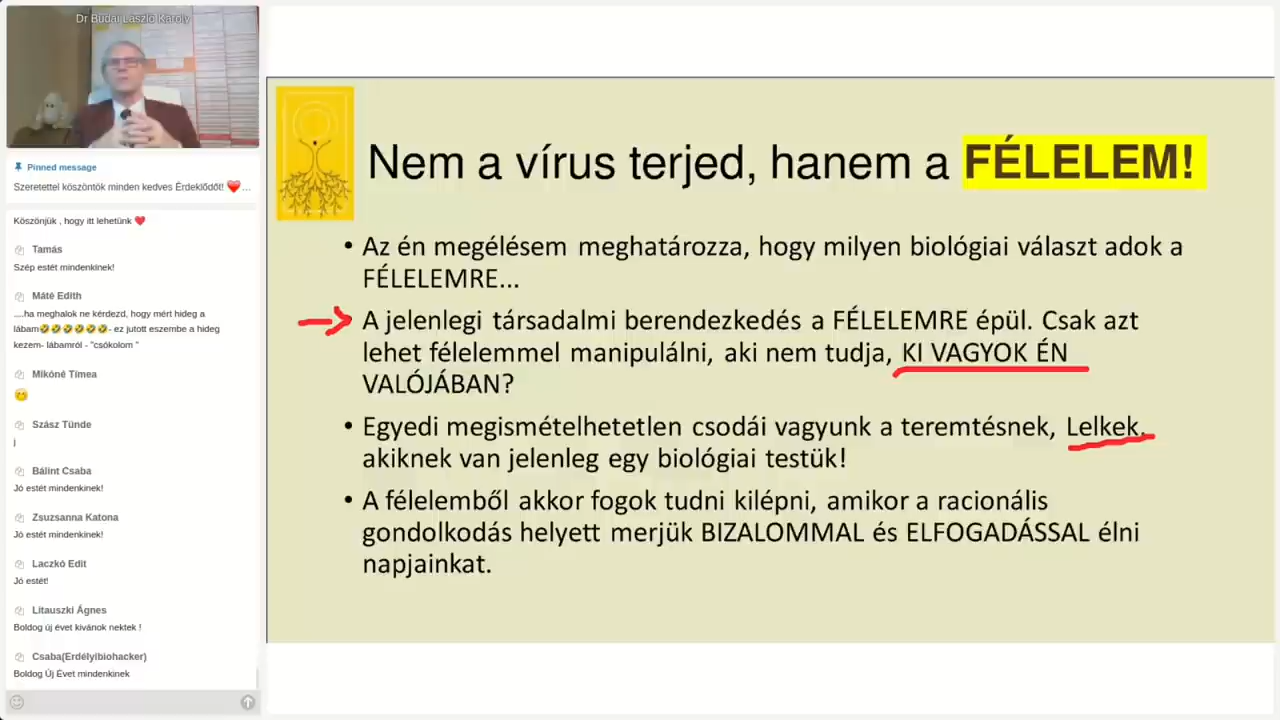 Dr Budai László Károly
Pinned message
Szeretettel köszöntök minden kedves Érdeklődőt! ❤️...
Köszönjük , hogy itt lehetünk ❤️
Tamás
Szép estét mindenkinek!
Máté Edith
....ha meghalok ne kérdezd, hogy mért hideg a
lábam🤣🤣🤣🤣🤣🤣- ez jutott eszembe a hideg
kezem- lábamról - "csókolom "
Mikóné Tímea
🤭
Szász Tünde
j
Bálint Csaba
Jó estét mindenkinek!
Zsuzsanna Katona
Jó estét mindenkinek!
Laczkó Edit
Jó estét!
Litauszki Ágnes
Boldog új évet kívánok nektek !
Csaba(Erdélyibiohacker)
Boldog Új Évet mindenkinek
Nem a vírus terjed, hanem a FÉLELEM!
• Az én megélésem meghatározza, hogy milyen biológiai választ adok a
FÉLELEMRE...
A jelenlegi társadalmi berendezkedés a FÉLELEMRE épül. Csak azt
lehet félelemmel manipulálni, aki nem tudja, KI VAGYOK ÉN
VALÓJÁBAN?
• Egyedi megismételhetetlen csodái vagyunk a teremtésnek, Lelkek,
akiknek van jelenleg egy biológiai testük!
• A félelemből akkor fogok tudni kilépni, amikor a racionális
gondolkodás helyett merjük BIZALOMMAL és ELFOGADÁSSAL élni
napjainkat.